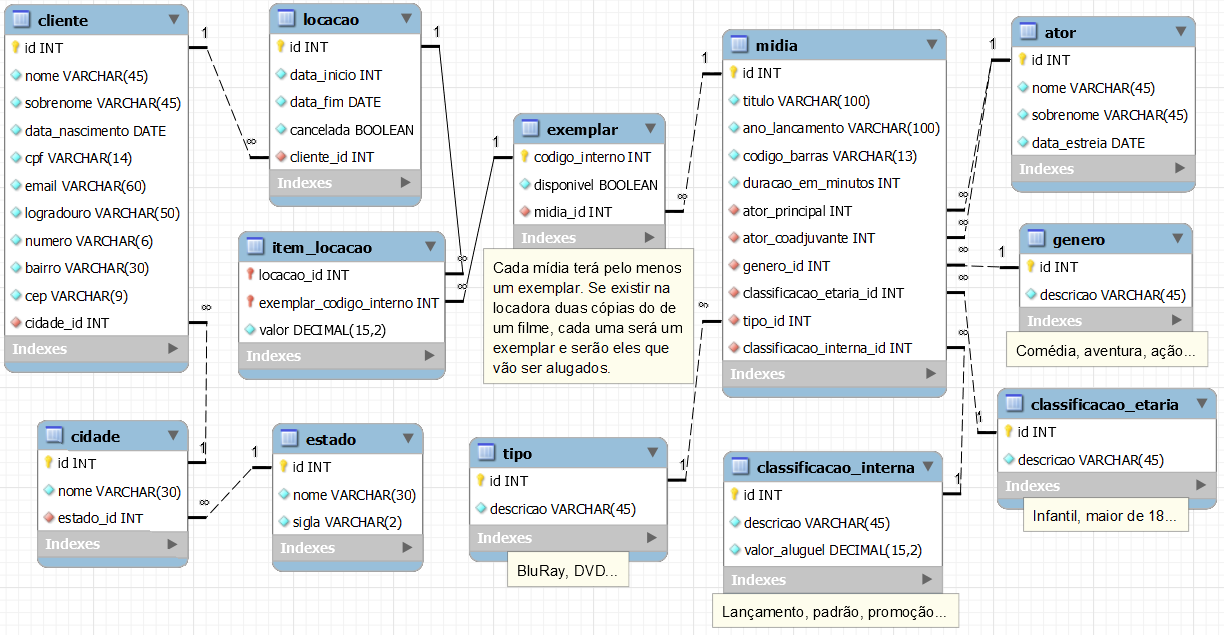 cliente
id INT
nome VARCHAR(45)
sobrenome VARCHAR(45)
data_nascimento DATE
cpf VARCHAR(14)
email VARCHAR(60)
logradouro VARCHAR(50)
numero VARCHAR(6)
bairro VARCHAR(30)
cep VARCHAR(9)
cidade_id INT
Indexes
1
∞
locacao
id INT
data_inicio INT
data_fim DATE
cancelada BOOLEAN
cliente_id INT
Indexes
1
∞
item_locacao
locacao_id INT
exemplar_codigo_interno INT
valor DECIMAL(15,2)
Indexes
∞
∞
exemplar
codigo_interno INT
disponivel BOOLEAN
midia_id INT
Indexes
1
∞
Cada mídia terá pelo menos
um exemplar. Se existir na
locadora duas cópias do de
um filme, cada uma será um
exemplar e serão eles que
vão ser alugados.
midia
id INT
titulo VARCHAR(100)
ano_lancamento VARCHAR(100)
codigo_barras VARCHAR(13)
duracao_em_minutos INT
ator_principal INT
ator_coadjuvante INT
genero_id INT
classificacao_etaria_id INT
tipo_id INT
classificacao_interna_id INT
Indexes
1
∞
∞
∞
∞
∞
∞
ator
id INT
nome VARCHAR(45)
sobrenome VARCHAR(45)
data_estreia DATE
Indexes
1
genero
id INT
descricao VARCHAR(45)
Indexes
1
Comédia, aventura, ação...
classificacao_etaria
id INT
descricao VARCHAR(45)
Indexes
1
Infantil, maior de 18...
cidade
id INT
nome VARCHAR(30)
estado_id INT
Indexes
1
∞
estado
id INT
nome VARCHAR(30)
sigla VARCHAR(2)
Indexes
1
tipo
id INT
descricao VARCHAR(45)
Indexes
1
BluRay, DVD...
classificacao_interna
id INT
descricao VARCHAR(45)
valor_aluguel DECIMAL(15,2)
Indexes
1
Lançamento, padrão, promoção...